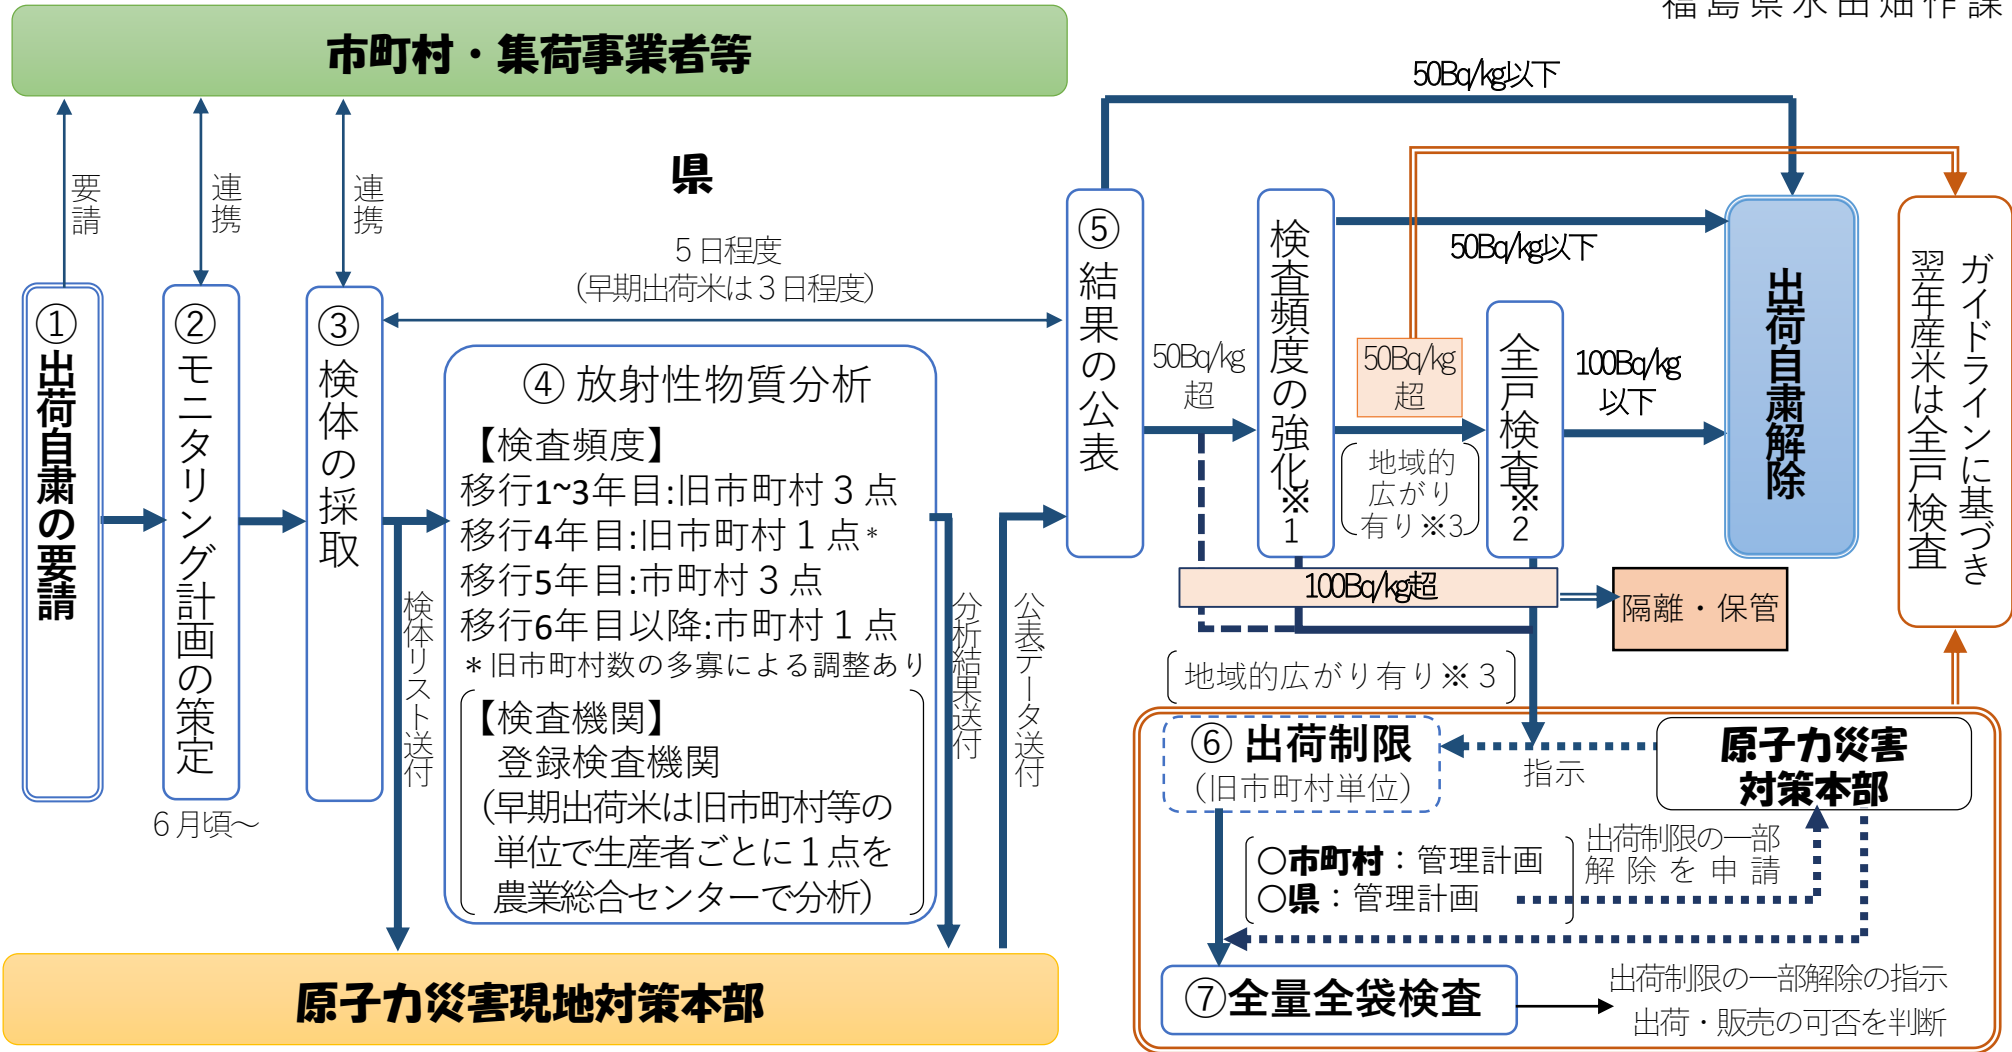 福島県水田畑作課
市町村・集荷事業者等
要請
連携
連携
県
5日程度
(早期出荷米は3日程度)
①出荷自粛の要請
②モニタリング計画の策定
6月頃～
③検体の採取
④放射性物質分析
【検査頻度】
移行1~3年目:旧市町村3点
移行4年目:旧市町村1点*
移行5年目:市町村3点
移行6年目以降:市町村1点
*旧市町村数の多寡による調整あり
【検査機関】
登録検査機関
(早期出荷米は旧市町村等の
単位で生産者ごとに1点を
農業総合センターで分析)
検体リスト送付
分析結果送付
公表データ送付
原子力災害現地対策本部
⑤結果の公表
50Bq/kg以下
50Bq/kg
超
検査頻度の強化※1
50Bq/kg以下
50Bq/kg
超
地域的
広がり
有り※3
全戸検査※2
100Bq/kg
以下
出荷自粛解除
ガイドラインに基づき
翌年産米は全戸検査
100Bq/kg超
隔離・保管
地域的広がり有り※3
⑥出荷制限
(旧市町村単位)
指示
原子力災害
対策本部
○市町村：管理計画
○県：管理計画
出荷制限の一部
解除を申請
⑦全量全袋検査
出荷制限の一部解除の指示
出荷・販売の可否を判断